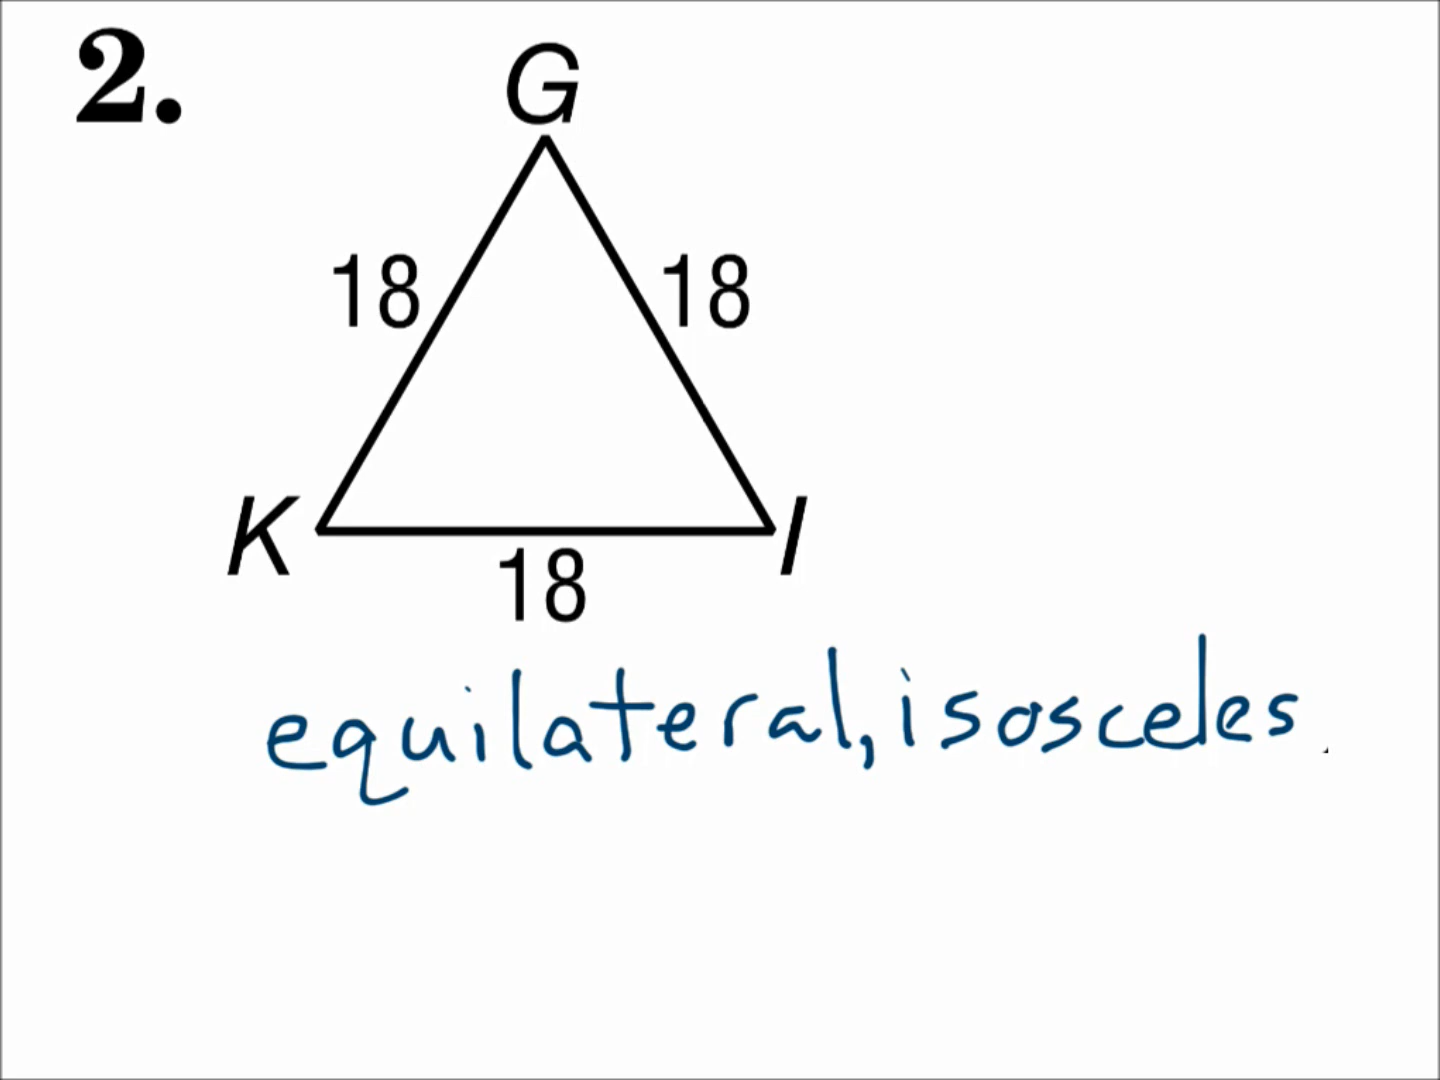 2.
G
18 18
K I
18
equilateral, isosceles